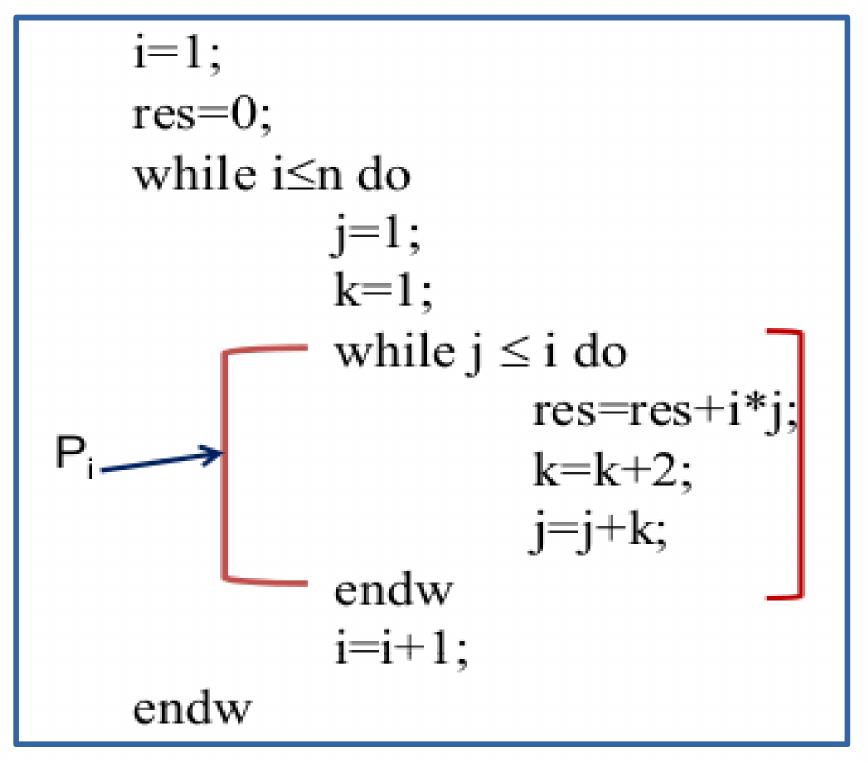 i=1;
res=0;
while i≤n do
j=1;
k=1;
while j ≤ i do
res=res+i*j;
Pi
k=k+2;
j=j+k;
endw
i=i+1;
endw